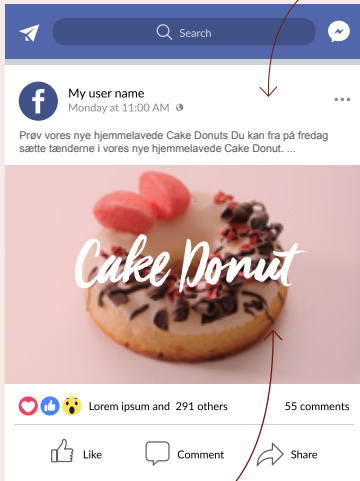 Search
My user name
Monday at 11:00 AM
Prøv vores nye hjemmelavede Cake Donuts Du kan fra på fredag
sætte tænderne i vores nye hjemmelavede Cake Donut. ...
Cake Donut
Lorem ipsum and 291 others
55 comments
Like
Comment
Share